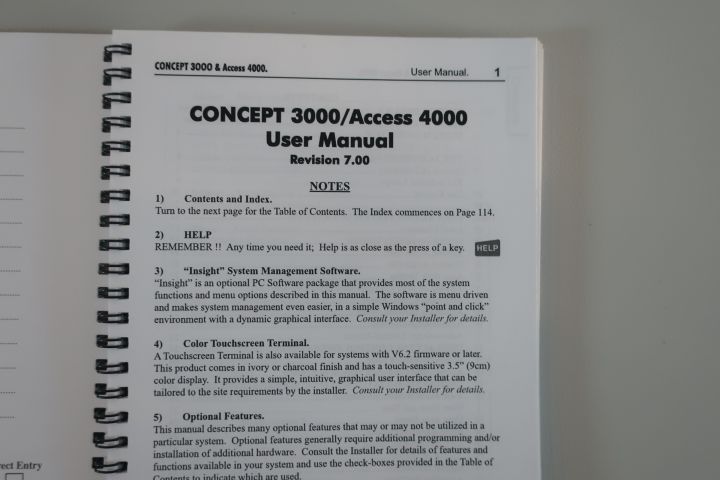 CONCEPT 3000 & Access 4000.
User Manual. 1
CONCEPT 3000/Access 4000
User Manual
Revision 7.00
NOTES
1) Contents and Index.
Turn to the next page for the Table of Contents. The Index commences on Page 114.
2) HELP
REMEMBER !! Any time you need it; Help is as close as the press of a key. HELP
3) “Insight” System Management Software.
“Insight” is an optional PC Software package that provides most of the system
functions and menu options described in this manual. The software is menu driven
and makes system management even easier, in a simple Windows “point and click”
environment with a dynamic graphical interface. Consult your Installer for details.
4) Color Touchscreen Terminal.
A Touchscreen Terminal is also available for systems with V6.2 firmware or later.
This product comes in ivory or charcoal finish and has a touch-sensitive 3.5” (9cm)
color display. It provides a simple, intuitive, graphical user interface that can be
tailored to the site requirements by the installer. Consult your Installer for details.
5) Optional Features.
This manual describes many optional features that may or may not be utilized in a
particular system. Optional features generally require additional programming and/or
installation of additional hardware. Consult the Installer for details of features and
functions available in your system and use the check-boxes provided in the Table of
Contents to indicate which are used.
rect Entry